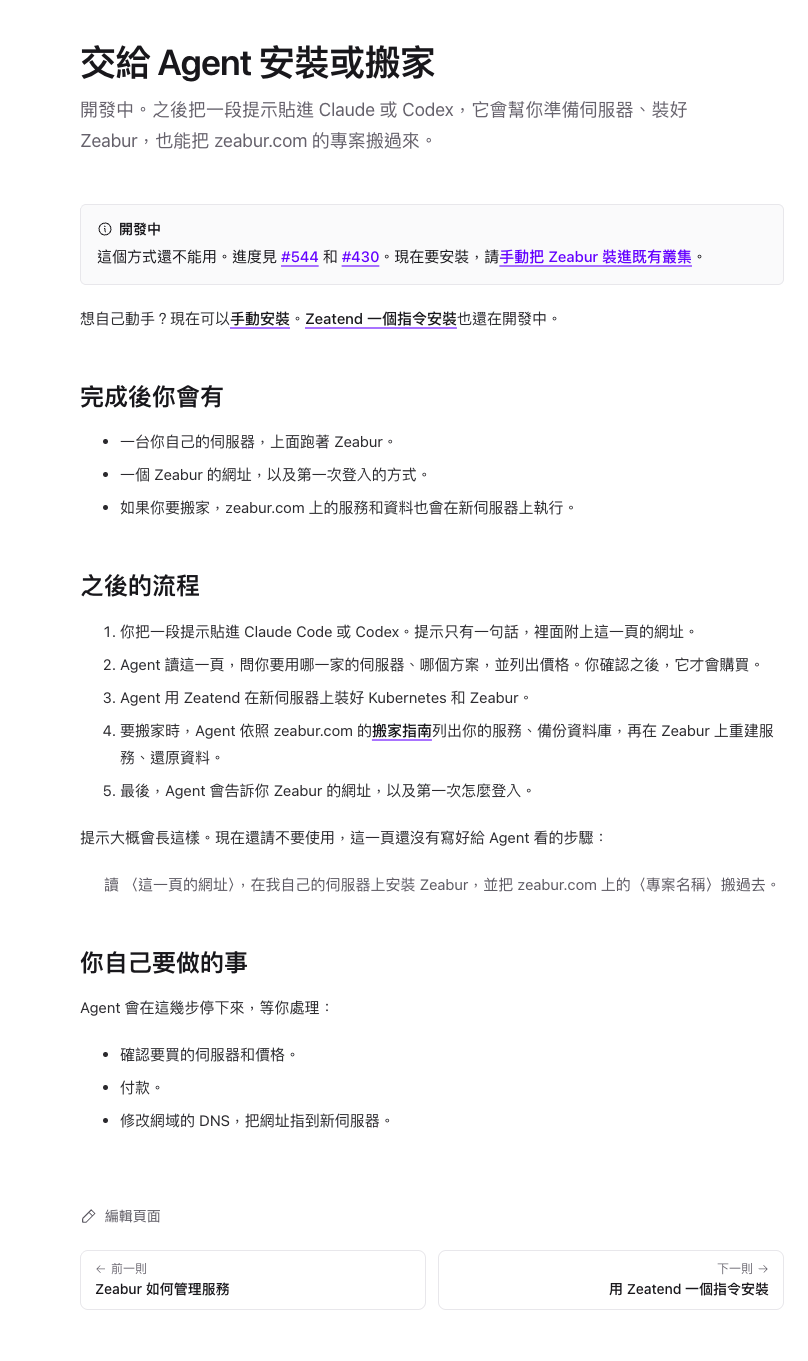 交給 Agent 安裝或搬家
開發中。之後把一段提示貼進 Claude 或 Codex，它會幫你準備伺服器、裝好
Zeabur，也能把 zeabur.com 的專案搬過來。
開發中
這個方式還不能用。進度見 #544 和 #430。現在要安裝，請手動把 Zeabur 裝進既有叢集。
想自己動手？現在可以手動安裝。Zeatend 一個指令安裝也還在開發中。
完成後你會有
• 一台你自己的伺服器，上面跑著 Zeabur。
• 一個 Zeabur 的網址，以及第一次登入的方式。
• 如果你要搬家，zeabur.com 上的服務和資料也會在新伺服器上執行。
之後的流程
1. 你把一段提示貼進 Claude Code 或 Codex。提示只有一句話，裡面附上這一頁的網址。
2. Agent 讀這一頁，問你要用哪一家的伺服器、哪個方案，並列出價格。你確認之後，它才會購買。
3. Agent 用 Zeatend 在新伺服器上裝好 Kubernetes 和 Zeabur。
4. 要搬家時，Agent 依照 zeabur.com 的搬家指南列出你的服務、備份資料庫，再在 Zeabur 上重建服
務、還原資料。
5. 最後，Agent 會告訴你 Zeabur 的網址，以及第一次怎麼登入。
提示大概會長這樣。現在還請不要使用，這一頁還沒有寫好給 Agent 看的步驟：
讀〈這一頁的網址〉，在我自己的伺服器上安裝 Zeabur，並把 zeabur.com 上的〈專案名稱〉搬過去。
你自己要做的事
Agent 會在這幾步停下來，等你處理：
• 確認要買的伺服器和價格。
• 付款。
• 修改網域的 DNS，把網址指到新伺服器。
編輯頁面
← 前一則
Zeabur 如何管理服務
下一則 →
用 Zeatend 一個指令安裝